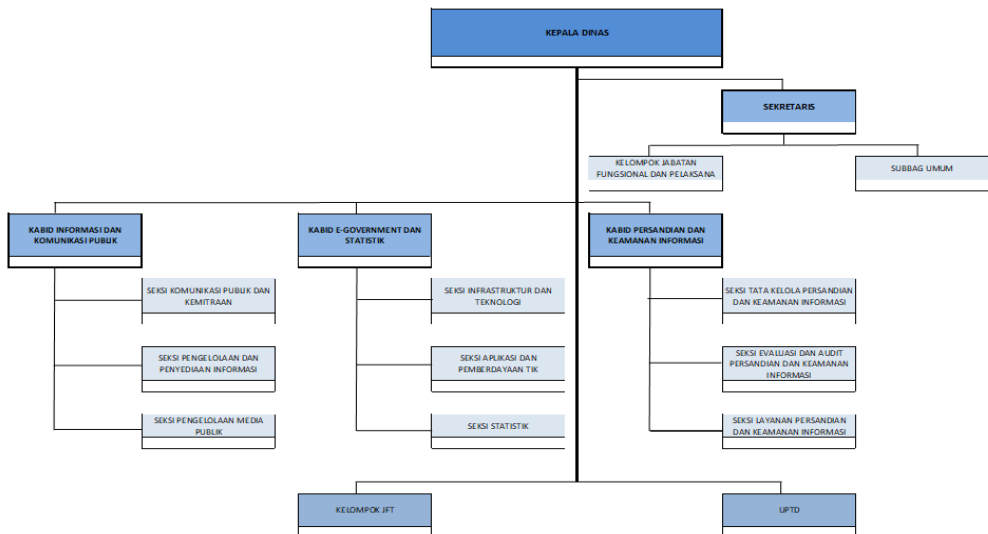 KEPALA DINAS
SEKRETARIS
KELOMPOK JABATAN
FUNGSIONAL DAN PELAKSANA
SUBBAG UMUM
KABID INFORMASI DAN
KOMUNIKASI PUBLIK
KABID E-GOVERNMENT DAN
STATISTIK
KABID PERSANDIAN DAN
KEAMANAN INFORMASI
SEKSI KOMUNIKASI PUBLIK DAN
KEMITRAAN
SEKSI INFRASTRUKTUR DAN
TEKNOLOGI
SEKSI TATA KELOLA PERSANDIAN
DAN KEAMANAN INFORMASI
SEKSI PENGELOLAAN DAN
PENYEDIAAN INFORMASI
SEKSI APLIKASI DAN
PEMBERDAYAAN TIK
SEKSI EVALUASI DAN AUDIT
PERSANDIAN DAN KEAMANAN
INFORMASI
SEKSI PENGELOLAAN MEDIA
PUBLIK
SEKSI STATISTIK
SEKSI LAYANAN PERSANDIAN
DAN KEAMANAN INFORMASI
KELOMPOK JFT
UPTD